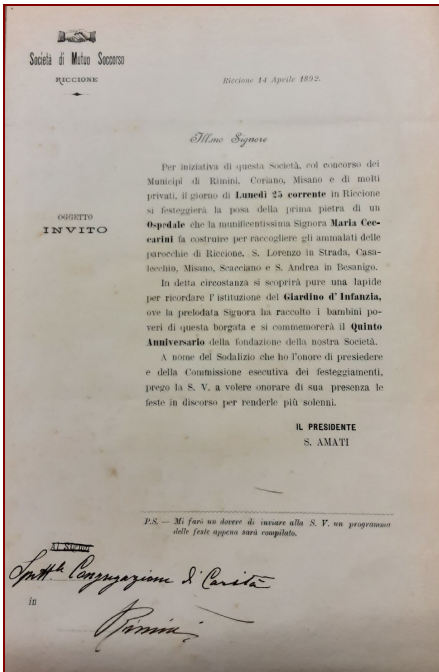 Società di Mutuo Soccorso
RICCIONE
Riccione 14 Aprile 1892.
Illmo Signore
OGGETTO
INVITO
Per iniziativa di questa Società, col concorso dei
Municipi di Rimini, Coriano, Misano e di molti
privati, il giorno di Lunedì 25 corrente in Riccione
si festeggierà la posa della prima pietra di un
Ospedale che la munificentissima Signora Maria Cec-
carini fa costruire per raccogliere gli ammalati delle
parocchie di Riccione, S. Lorenzo in Strada, Casa-
lecchio, Misano, Scacciano e S. Andrea in Besanigo.
In detta circostanza si scoprirà pure una lapide
per ricordare l'istituzione del Giardino d'Infanzia,
ove la prelodata Signora ha raccolto i bambini po-
veri di questa borgata e si commemorerà il Quinto
Anniversario della fondazione della nostra Società.
A nome del Sodalizio che ho l'onore di presiedere
e della Commissione esecutiva dei festeggiamenti,
prego la S. V. a volere onorare di sua presenza le
feste in discorso per renderle più solenni.
IL PRESIDENTE
S. AMATI
P.S. — Mi farò un dovere di inviare alla S. V. un programma
delle feste appena sarà compilato.
Spett.le Congregazione di Carità
in
Rimini